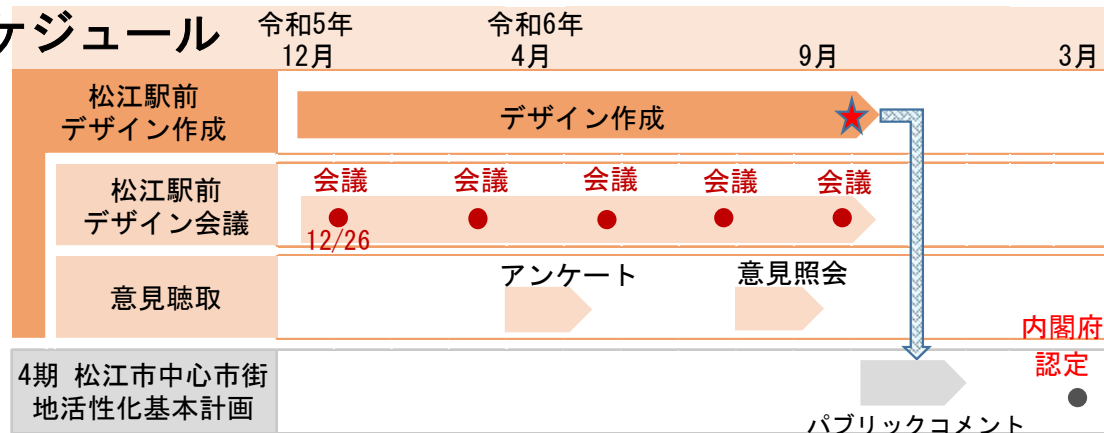 ケジュール
令和5年
12月
令和6年
4月
9月
3月
松江駅前
デザイン作成
デザイン作成
松江駅前
デザイン会議
会議
会議
会議
会議
会議
12/26
意見聴取
アンケート
意見照会
4期 松江市中心市街
地活性化基本計画
パブリックコメント
内閣府
認定